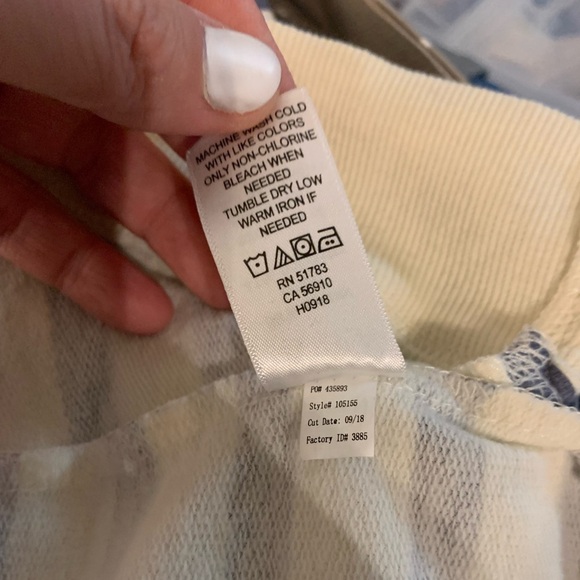 MACHINE WASH COLD
WITH LIKE COLORS
ONLY NON-CHLORINE
BLEACH WHEN
NEEDED
TUMBLE DRY LOW
WARM IRON IF
NEEDED
RN 51783
CA 56910
H0918
PO# 435893
Style# 105155
Cut Date: 09/18
Factory ID# 3885